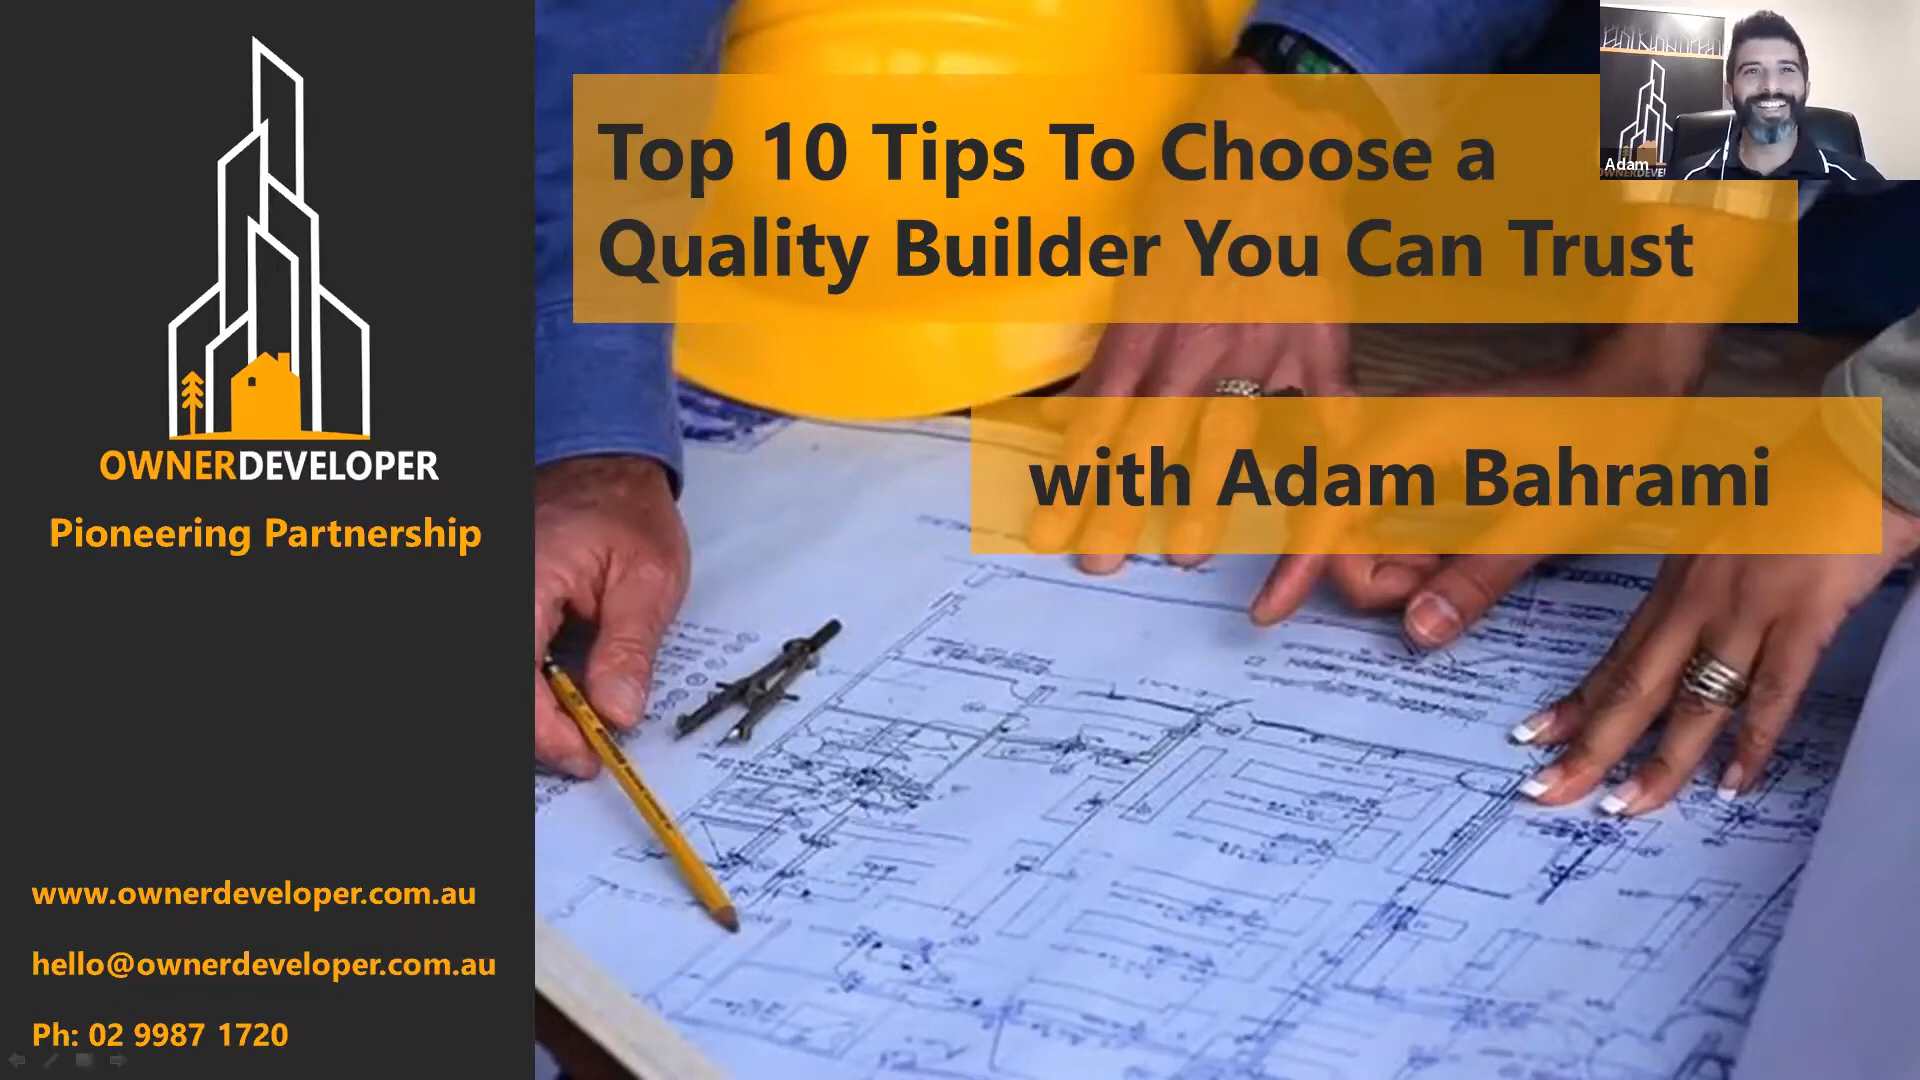 OWNERDEVELOPER
Pioneering Partnership
www.ownerdeveloper.com.au
hello@ownerdeveloper.com.au
Ph: 02 9987 1720
Top 10 Tips To Choose a
Quality Builder You Can Trust
with Adam Bahrami
Adam